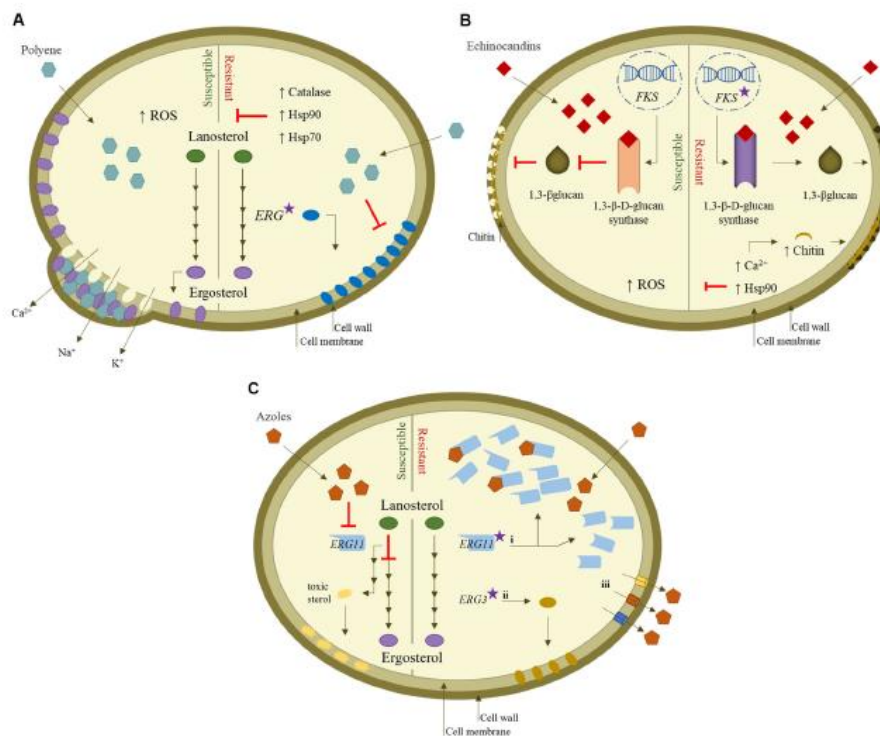 A
Polyene
Susceptible
Resistant
↑ ROS
↑ Catalase
↑ Hsp90
↑ Hsp70
Lanosterol
ERG
Ergosterol
Ca²⁺
Na⁺
K⁺
Cell wall
Cell membrane
B
Echinocandins
FKS
FKS
Susceptible
Resistant
1,3-βglucan
1,3-β-D-glucan
synthase
1,3-β-D-glucan
synthase
1,3-βglucan
Chitin
↑ Chitin
↑ Ca²⁺
↑ ROS
↑ Hsp90
Cell wall
Cell membrane
C
Azoles
Susceptible
Resistant
Lanosterol
ERG11
ERG11
i
toxic
sterol
ERG3
ii
iii
Ergosterol
Cell wall
Cell membrane